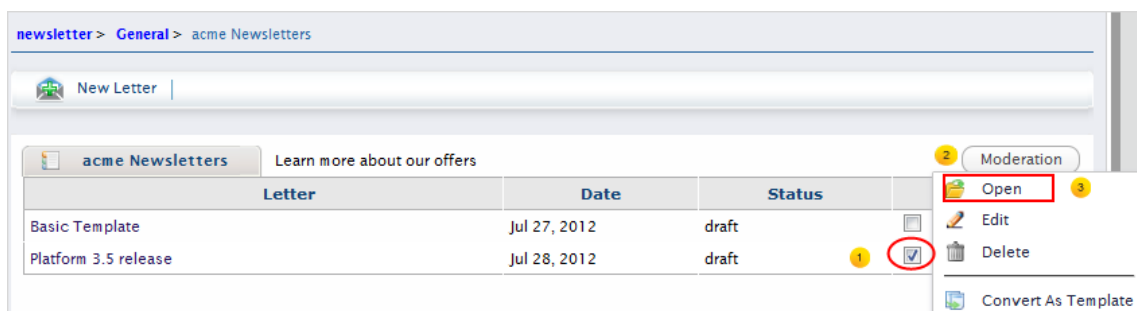 newsletter > General > acme Newsletters
New Letter
acme Newsletters Learn more about our offers 2 Moderation
Letter Date Status Open 3
Basic Template Jul 27, 2012 draft Edit
Platform 3.5 release Jul 28, 2012 draft 1 Delete
Convert As Template